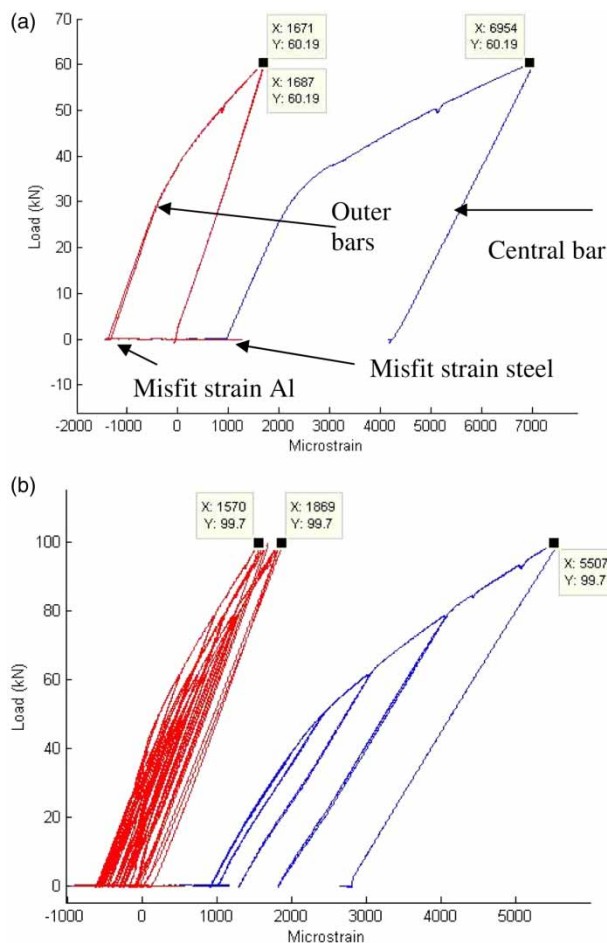 (a)
70
60
50
40
30
20
10
0
-10
Load (kN)
X: 1671
Y: 60.19
X: 1687
Y: 60.19
X: 6954
Y: 60.19
Outer
bars
Central bar
Misfit strain Al
Misfit strain steel
-2000 -1000 0 1000 2000 3000 4000 5000 6000 7000
Microstrain
(b)
100
80
60
40
20
0
Load (kN)
X: 1570
Y: 99.7
X: 1869
Y: 99.7
X: 5507
Y: 99.7
-1000 0 1000 2000 3000 4000 5000
Microstrain